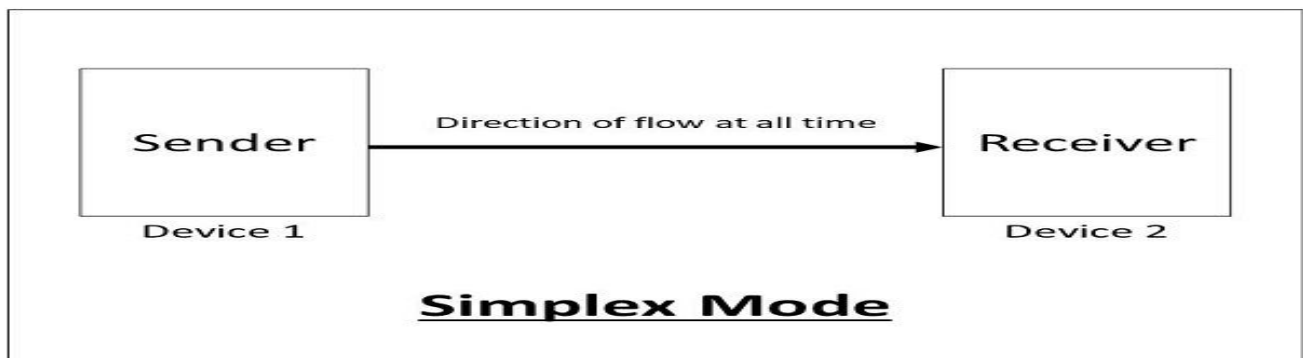 Sender
Direction of flow at all time
Receiver
Device 1
Device 2
Simplex Mode